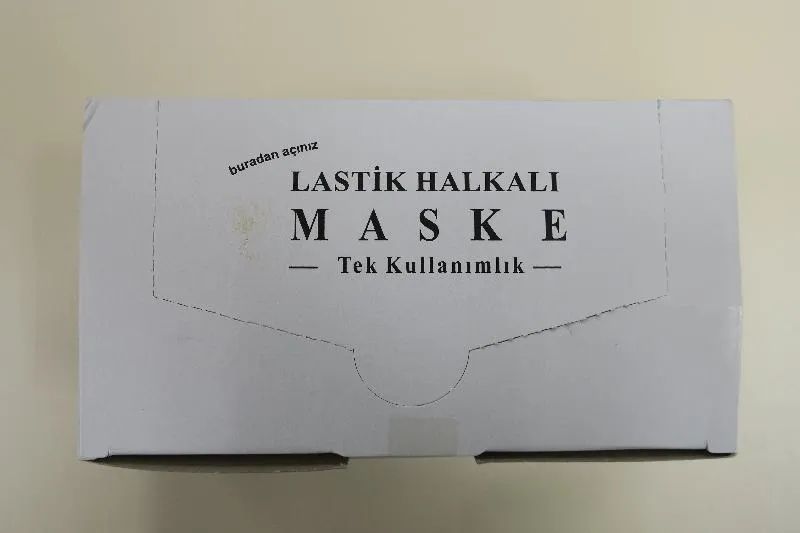 buradan açınız
LASTİK HALKALI
MASKE
— Tek Kullanımlık —